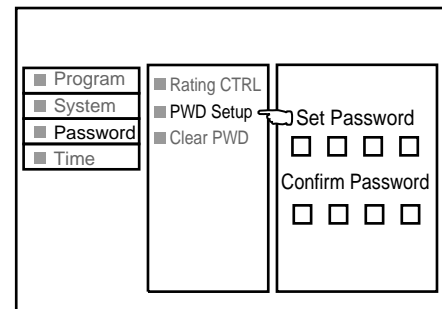 Program
System
Password
Time
Rating CTRL
PWD Setup
Clear PWD
Set Password
Confirm Password